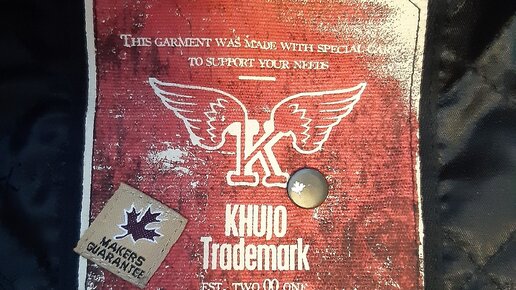 THIS GARMENT WAS MADE WITH SPECIAL CARE
TO SUPPORT YOUR NEEDS
K
KHUJO
Trademark
EST. TWO 00 ONE
MAKERS
GUARANTEE